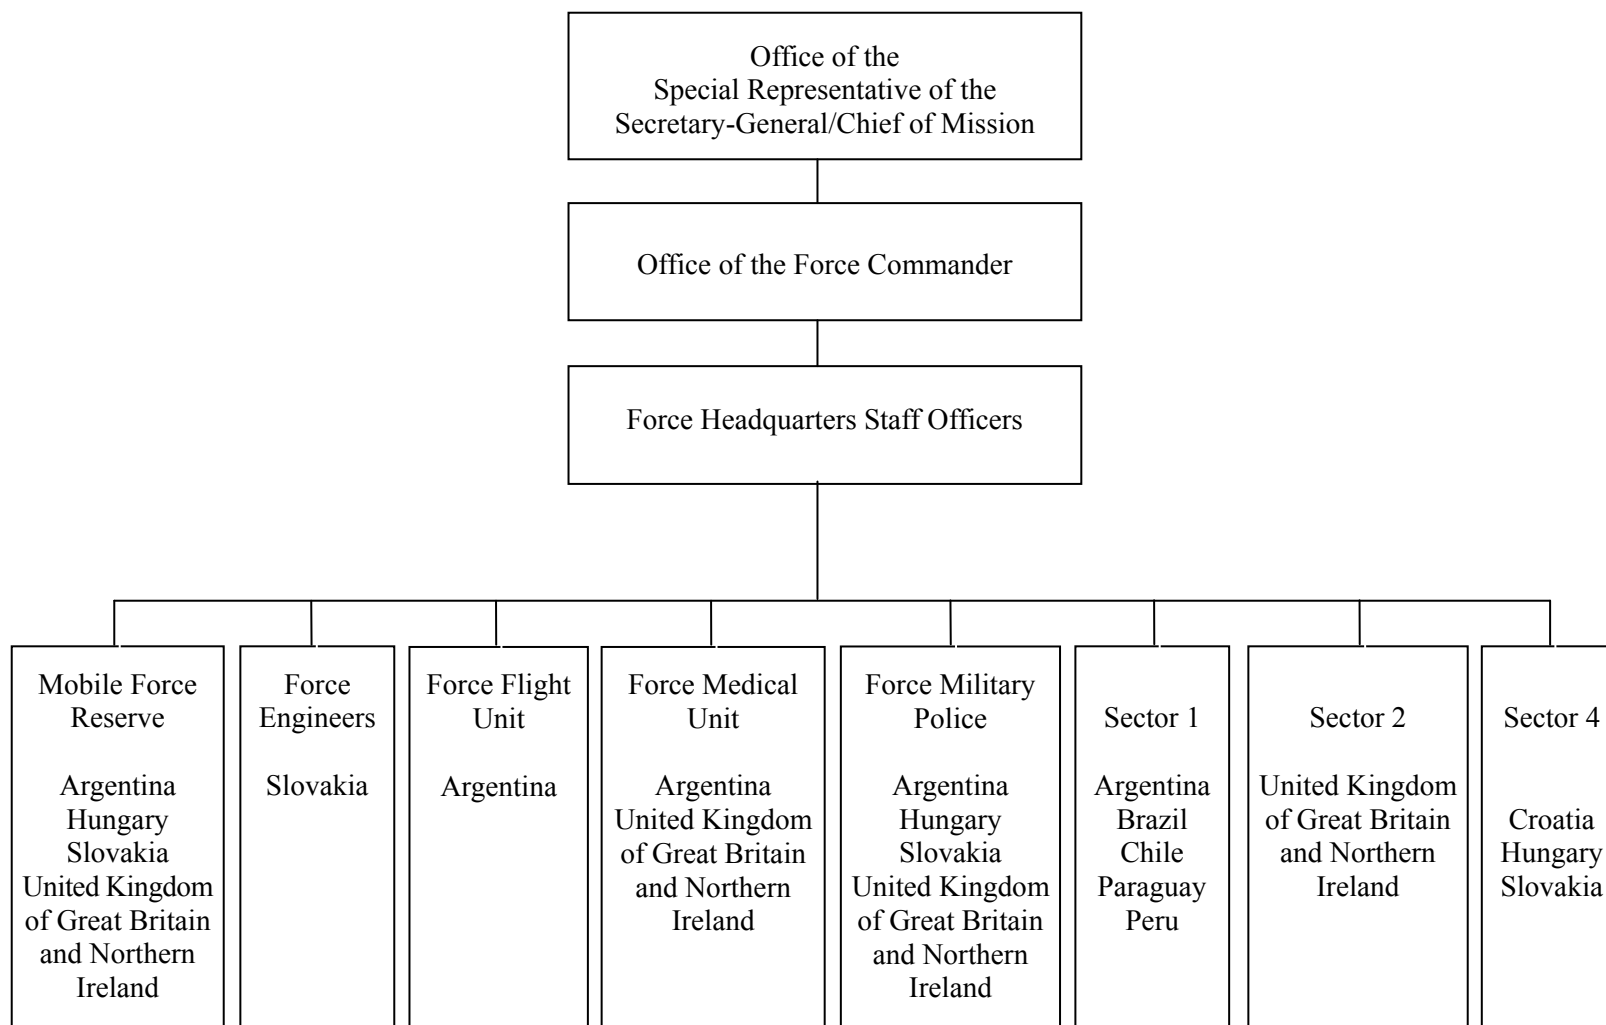 Office of the
Special Representative of the
Secretary-General/Chief of Mission
Office of the Force Commander
Force Headquarters Staff Officers
Mobile Force
Reserve
Argentina
Hungary
Slovakia
United Kingdom
of Great Britain
and Northern
Ireland
Force
Engineers
Slovakia
Force Flight
Unit
Argentina
Force Medical
Unit
Argentina
United Kingdom
of Great Britain
and Northern
Ireland
Force Military
Police
Argentina
Hungary
Slovakia
United Kingdom
of Great Britain
and Northern
Ireland
Sector 1
Argentina
Brazil
Chile
Paraguay
Peru
Sector 2
United Kingdom
of Great Britain
and Northern
Ireland
Sector 4
Croatia
Hungary
Slovakia